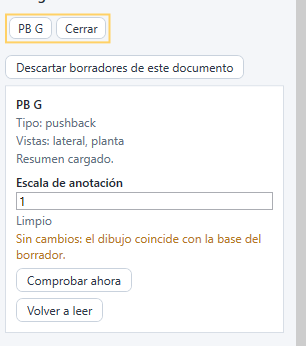 PB G Cerrar
Descartar borradores de este documento
PB G
Tipo: pushback
Vistas: lateral, planta
Resumen cargado.
Escala de anotación
1
Limpio
Sin cambios: el dibujo coincide con la base del
borrador.
Comprobar ahora
Volver a leer